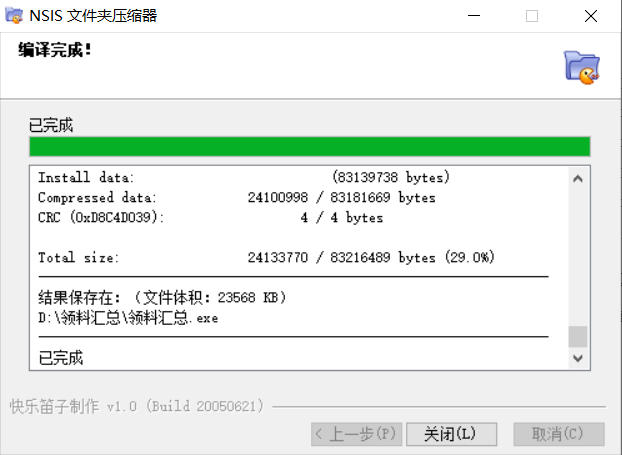 NSIS 文件夹压缩器
编译完成!
已完成
Install data: (83139738 bytes)
Compressed data: 24100998 / 83181669 bytes
CRC (0xD8C4D039): 4 / 4 bytes
Total size: 24133770 / 83216489 bytes (29.0%)
结果保存在: (文件体积: 23568 KB)
D:\领料汇总\领料汇总.exe
已完成
快乐笛子制作 v1.0 (Build 20050621)
< 上一步(P) 关闭(L) 取消(C)